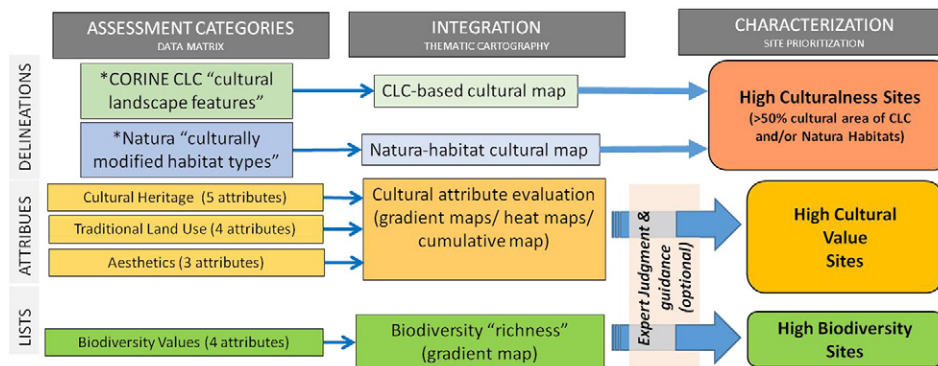 ASSESSMENT CATEGORIES
DATA MATRIX
INTEGRATION
THEMATIC CARTOGRAPHY
CHARACTERIZATION
SITE PRIORITIZATION
DELINEATIONS
*CORINE CLC “cultural
landscape features”
CLC-based cultural map
High Culturalness Sites
(>50% cultural area of CLC
and/or Natura Habitats)
*Natura “culturally
modified habitat types”
Natura-habitat cultural map
ATTRIBUES
Cultural Heritage (5 attributes)
Traditional Land Use (4 attributes)
Aesthetics (3 attributes)
Cultural attribute evaluation
(gradient maps/ heat maps/
cumulative map)
Expert Judgment &
guidance
(optional)
High Cultural
Value
Sites
LISTS
Biodiversity Values (4 attributes)
Biodiversity “richness”
(gradient map)
High Biodiversity
Sites